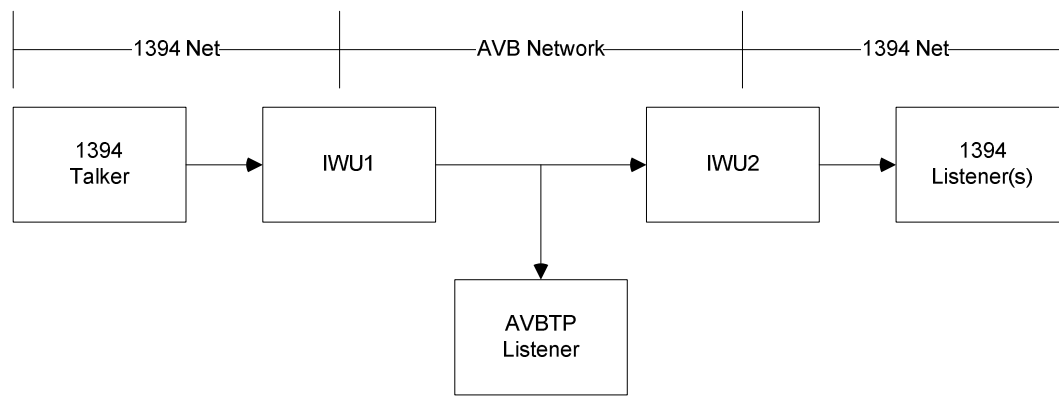 1394 Net
AVB Network
1394 Net
1394
Talker
IWU1
IWU2
1394
Listener(s)
AVBTP
Listener